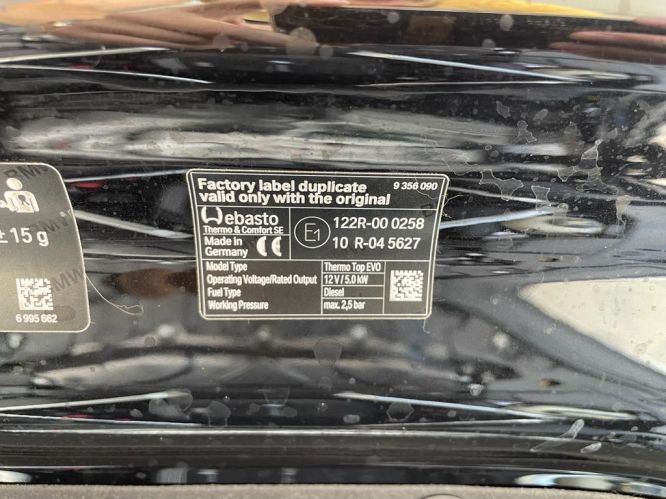 Factory label duplicate
valid only with the original
9 356 090
Webasto
Thermo & Comfort SE
Made in
Germany
CE
E1
122R-00 0258
10 R-04 5627
Model Type Thermo Top EVO
Operating Voltage/Rated Output 12 V / 5.0 kW
Fuel Type Diesel
Working Pressure max. 2,5 bar
± 15 g
6 995 662